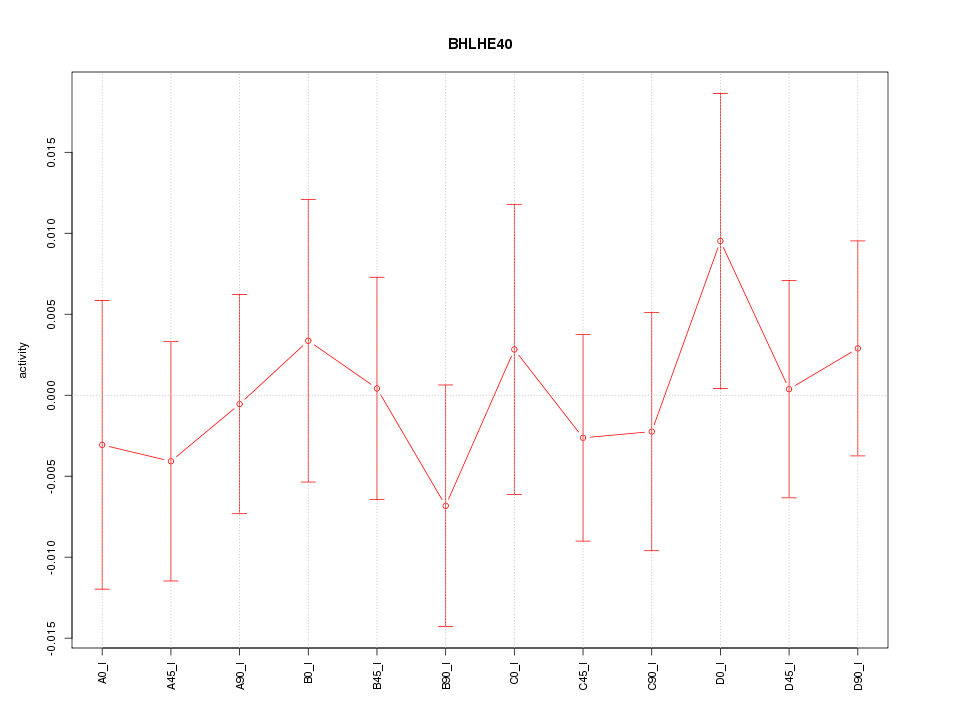 BHLHE40
activity
0.015
0.010
0.005
0.000
-0.005
-0.010
-0.015
A0_I
A45_I
A90_I
B0_I
B45_I
B90_I
C0_I
C45_I
C90_I
D0_I
D45_I
D90_I